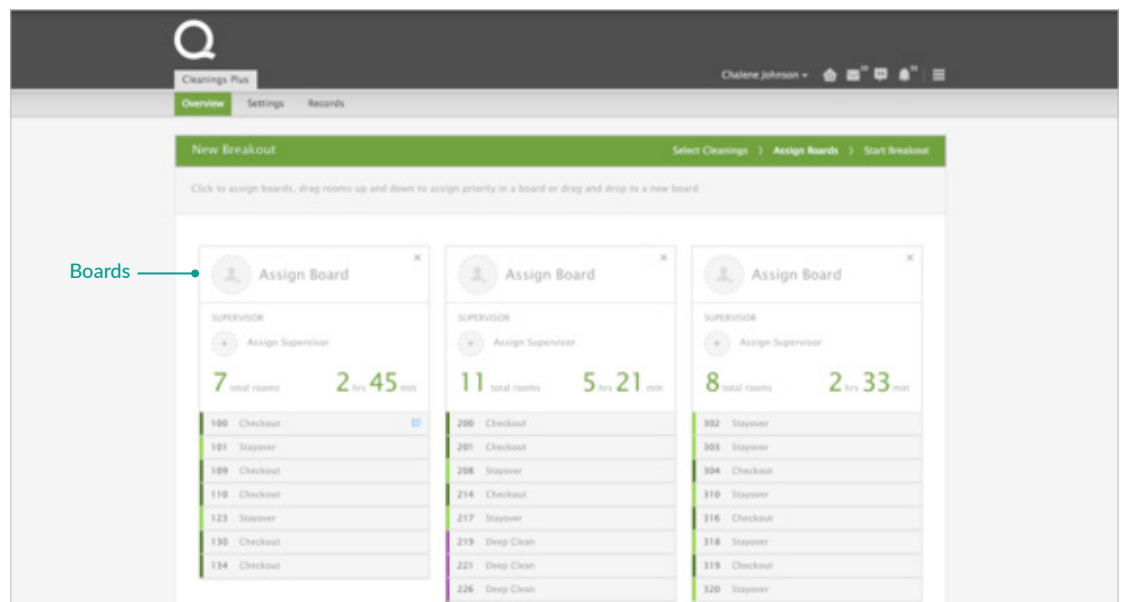 Q
Cleanings Plus
Chalene Johnson
Overview Settings Records
New Breakout
Select Cleanings > Assign Boards > Start Breakout
Click to assign boards, drag rooms up and down to assign priority in a board or drag and drop to a new board
Boards
Assign Board
SUPERVISOR
Assign Supervisor
7 total rooms 2 hrs 45 min
100 Checkout
101 Stayover
109 Checkout
110 Checkout
123 Stayover
130 Checkout
134 Checkout
Assign Board
SUPERVISOR
Assign Supervisor
11 total rooms 5 hrs 21 min
200 Checkout
201 Checkout
208 Stayover
214 Checkout
217 Stayover
219 Deep Clean
221 Deep Clean
226 Deep Clean
Assign Board
SUPERVISOR
Assign Supervisor
8 total rooms 2 hrs 33 min
302 Stayover
303 Stayover
304 Checkout
310 Stayover
316 Checkout
318 Stayover
319 Checkout
320 Stayover